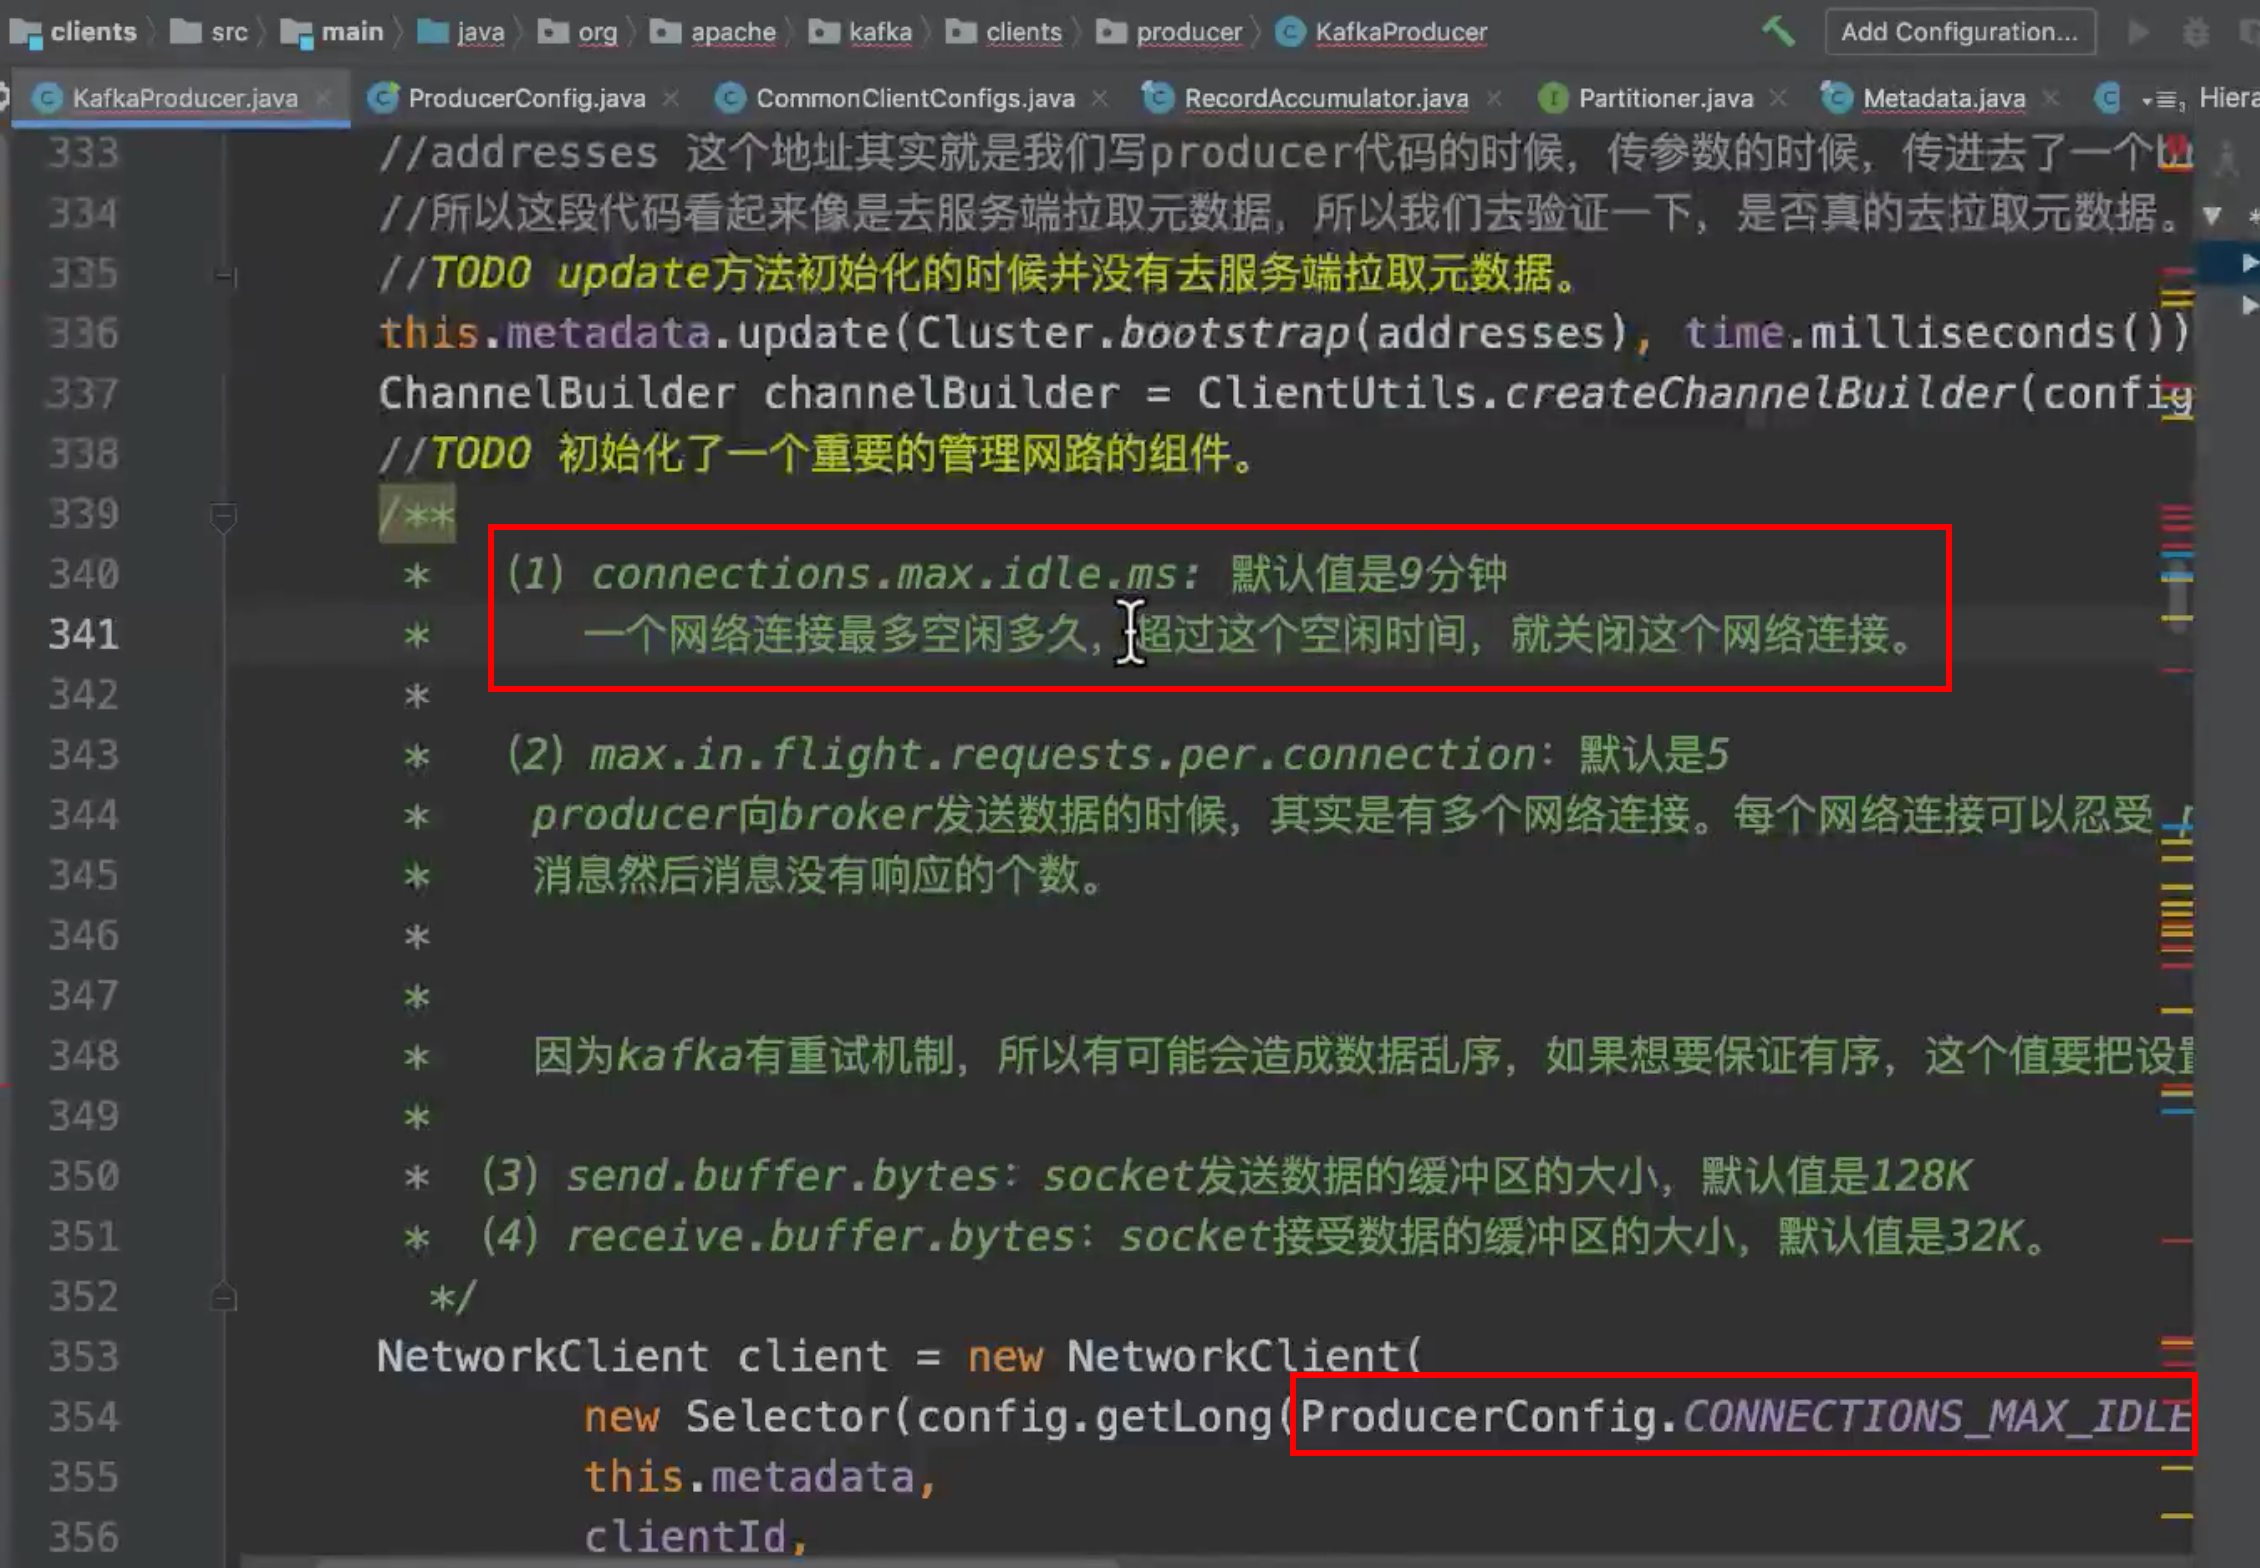 clients src main java org apache kafka clients producer KafkaProducer Add Configuration...
KafkaProducer.java ProducerConfig.java CommonClientConfigs.java RecordAccumulator.java Partitioner.java Metadata.java Hiera
333 //addresses 这个地址其实就是我们写producer代码的时候，传参数的时候，传进去了一个
334 //所以这段代码看起来像是去服务端拉取元数据，所以我们去验证一下，是否真的去拉取元数据。
335 //TODO update方法初始化的时候并没有去服务端拉取元数据。
336 this.metadata.update(Cluster.bootstrap(addresses), time.milliseconds())
337 ChannelBuilder channelBuilder = ClientUtils.createChannelBuilder(config
338 //TODO 初始化了一个重要的管理网路的组件。
339 /**
340 * （1）connections.max.idle.ms: 默认值是9分钟
341 * 一个网络连接最多空闲多久，超过这个空闲时间，就关闭这个网络连接。
342 *
343 * （2）max.in.flight.requests.per.connection：默认是5
344 * producer向broker发送数据的时候，其实是有多个网络连接。每个网络连接可以忍受
345 * 消息然后消息没有响应的个数。
346 *
347 *
348 * 因为kafka有重试机制，所以有可能会造成数据乱序，如果想要保证有序，这个值要把设置
349 *
350 * （3）send.buffer.bytes：socket发送数据的缓冲区的大小，默认值是128K
351 * （4）receive.buffer.bytes：socket接受数据的缓冲区的大小，默认值是32K。
352 */
353 NetworkClient client = new NetworkClient(
354 new Selector(config.getLong(ProducerConfig.CONNECTIONS_MAX_IDLE
355 this.metadata,
356 clientId,